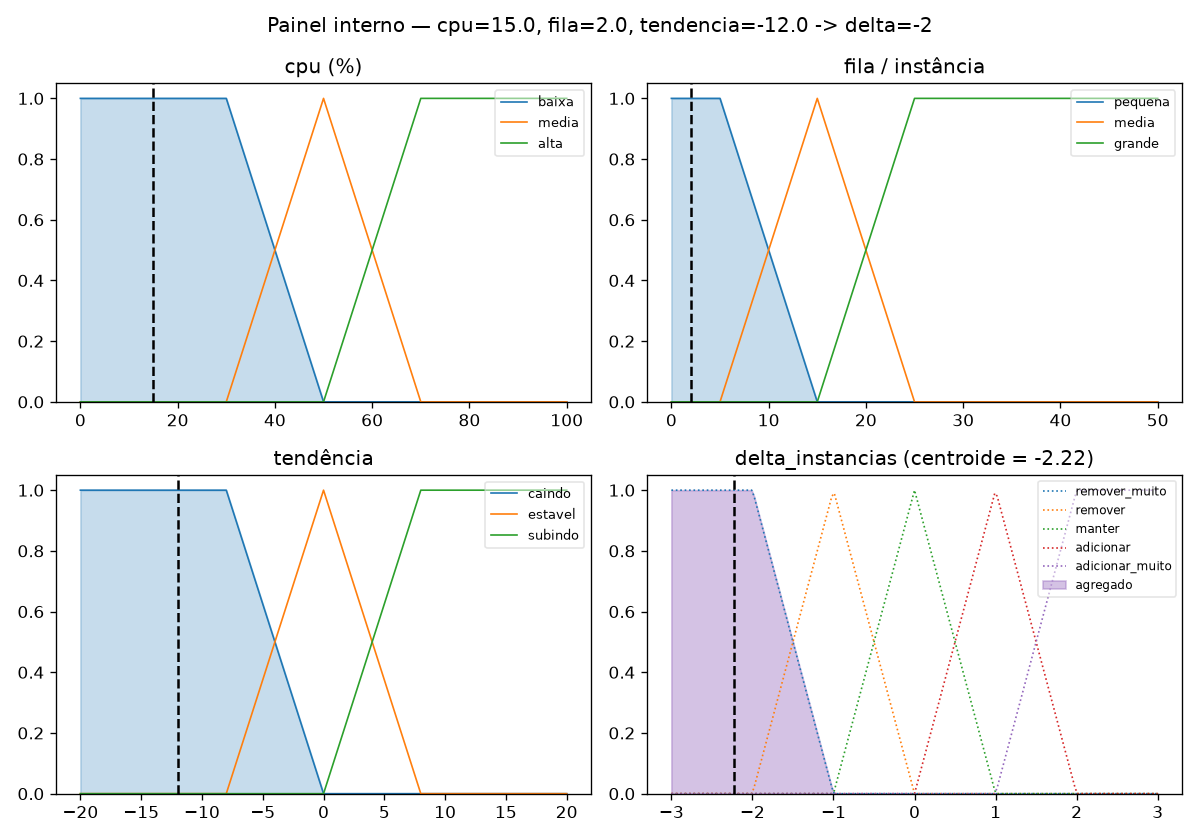 Painel interno — cpu=15.0, fila=2.0, tendencia=-12.0 -> delta=-2
cpu (%)
1.0
0.8
0.6
0.4
0.2
0.0
0 20 40 60 80 100
baixa
media
alta
fila / instância
1.0
0.8
0.6
0.4
0.2
0.0
0 10 20 30 40 50
pequena
media
grande
tendência
1.0
0.8
0.6
0.4
0.2
0.0
−20 −15 −10 −5 0 5 10 15 20
caindo
estavel
subindo
delta_instancias (centroide = -2.22)
1.0
0.8
0.6
0.4
0.2
0.0
−3 −2 −1 0 1 2 3
remover_muito
remover
manter
adicionar
adicionar_muito
agregado